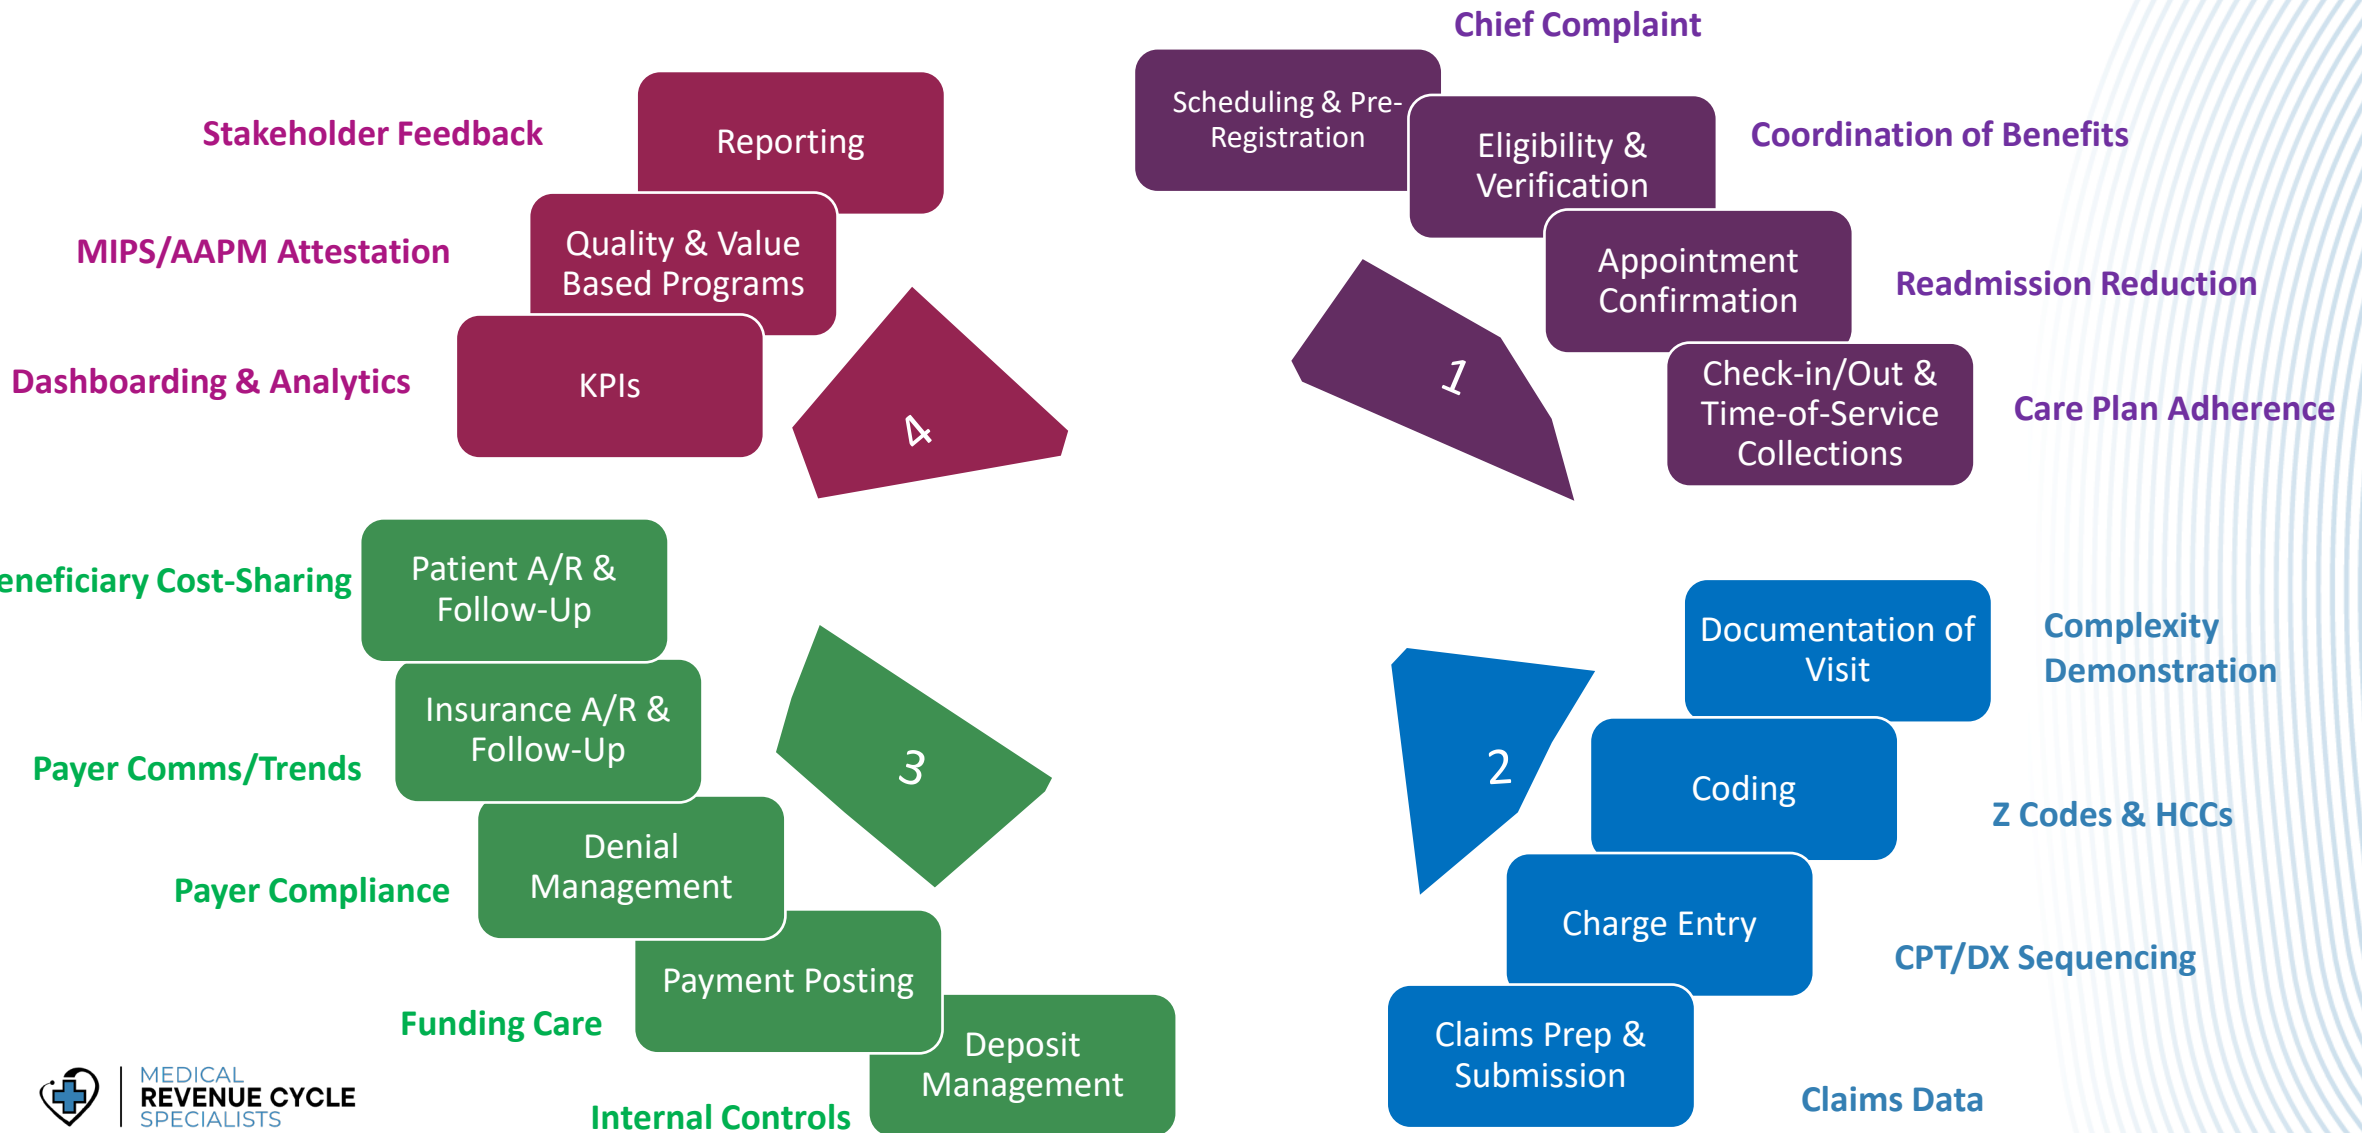 Chief Complaint
Scheduling & Pre-
Registration
Eligibility &
Verification
Coordination of Benefits
Appointment
Confirmation
Readmission Reduction
Check-in/Out &
Time-of-Service
Collections
Care Plan Adherence
1
Documentation of
Visit
Complexity
Demonstration
Coding
Z Codes & HCCs
Charge Entry
CPT/DX Sequencing
Claims Prep &
Submission
Claims Data
2
Patient A/R &
Follow-Up
eneficiary Cost-Sharing
Insurance A/R &
Follow-Up
Payer Comms/Trends
Denial
Management
Payer Compliance
Payment Posting
Funding Care
Deposit
Management
Internal Controls
3
Stakeholder Feedback
Reporting
MIPS/AAPM Attestation
Quality & Value
Based Programs
Dashboarding & Analytics
KPIs
4
MEDICAL
REVENUE CYCLE
SPECIALISTS